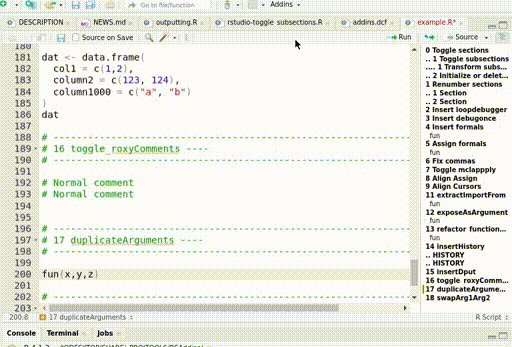 Go to file/function
Addins
DESCRIPTION
NEWS.md
outputting.R
rstudio-toggle_subsections.R
addins.dcf
example.R*
Source on Save
Run
Source
180
181 dat <- data.frame(
182 col1 = c(1,2),
183 column2 = c(123, 124),
184 column1000 = c("a", "b")
185 )
186 dat
187
188 # ----------------------------------------------------------
189 # 16 toggle_roxyComments ----
190 # ----------------------------------------------------------
191
192 # Normal comment
193 # Normal comment
194
195
196 # ----------------------------------------------------------
197 # 17 duplicateArguments ----
198 # ----------------------------------------------------------
199
200 fun(x,y,z)
201
202 # ----------------------------------------------------------
203
0 Toggle sections
.. 1 Toggle subsections
.... 1 Transform subs...
.. 2 Initialize or delet...
1 Renumber sections
.. 1 Section
.. 2 Section
2 Insert loopdebugger
3 Insert debugonce
4 Insert formals
fun
5 Assign formals
fun
6 Fix commas
7 Toggle mclappply
8 Align Assign
9 Align Cursors
11 extractImportFrom
fun
12 exposeAsArgument
fun
13 refactor function...
fun
14 insertHistory
.. HISTORY
.. HISTORY
15 insertDput
16 toggle roxyComm...
17 duplicateArgume...
18 swapArg1Arg2
200:8
17 duplicateArguments
R Script
Console
Terminal
Jobs